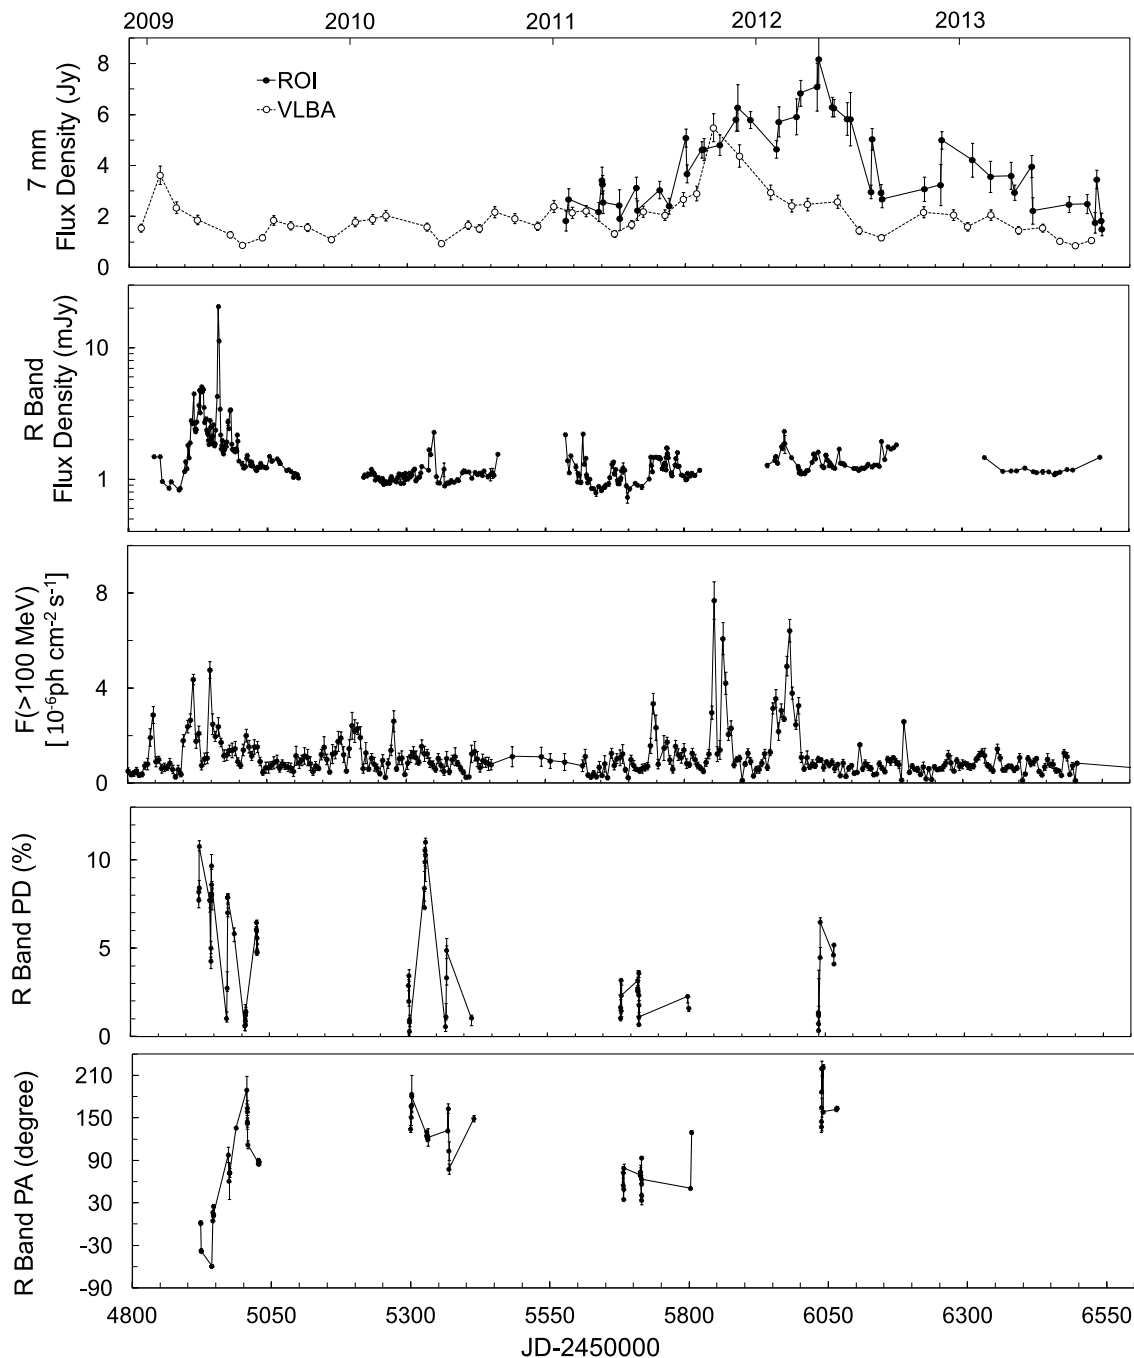 2009 2010 2011 2012 2013
7 mm
Flux Density (Jy)
8
6
4
2
0
ROI
VLBA
R Band
Flux Density (mJy)
10
1
F(>100 MeV)
[ 10⁻⁶ph cm⁻² s⁻¹]
8
4
0
R Band PD (%)
10
5
0
R Band PA (degree)
210
150
90
30
-30
-90
4800 5050 5300 5550 5800 6050 6300 6550
JD-2450000